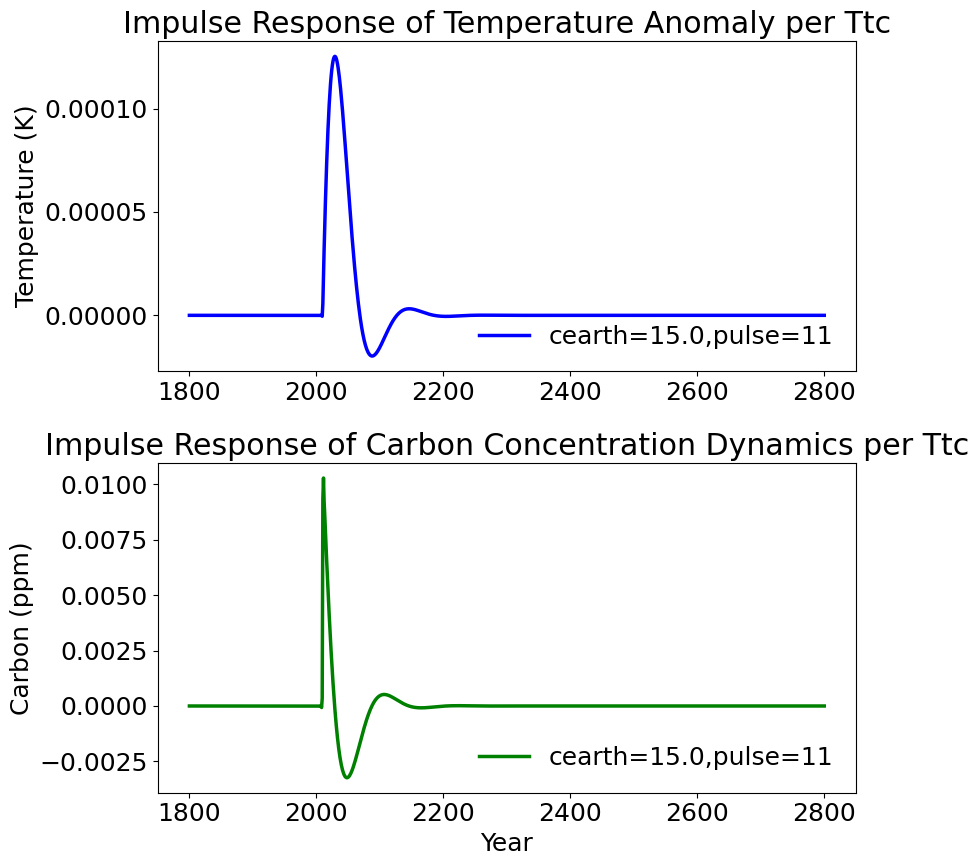 Impulse Response of Temperature Anomaly per Ttc
Temperature (K)
0.00010
0.00005
0.00000
cearth=15.0,pulse=11
1800 2000 2200 2400 2600 2800
Impulse Response of Carbon Concentration Dynamics per Ttc
Carbon (ppm)
0.0100
0.0075
0.0050
0.0025
0.0000
−0.0025
cearth=15.0,pulse=11
1800 2000 2200 2400 2600 2800
Year